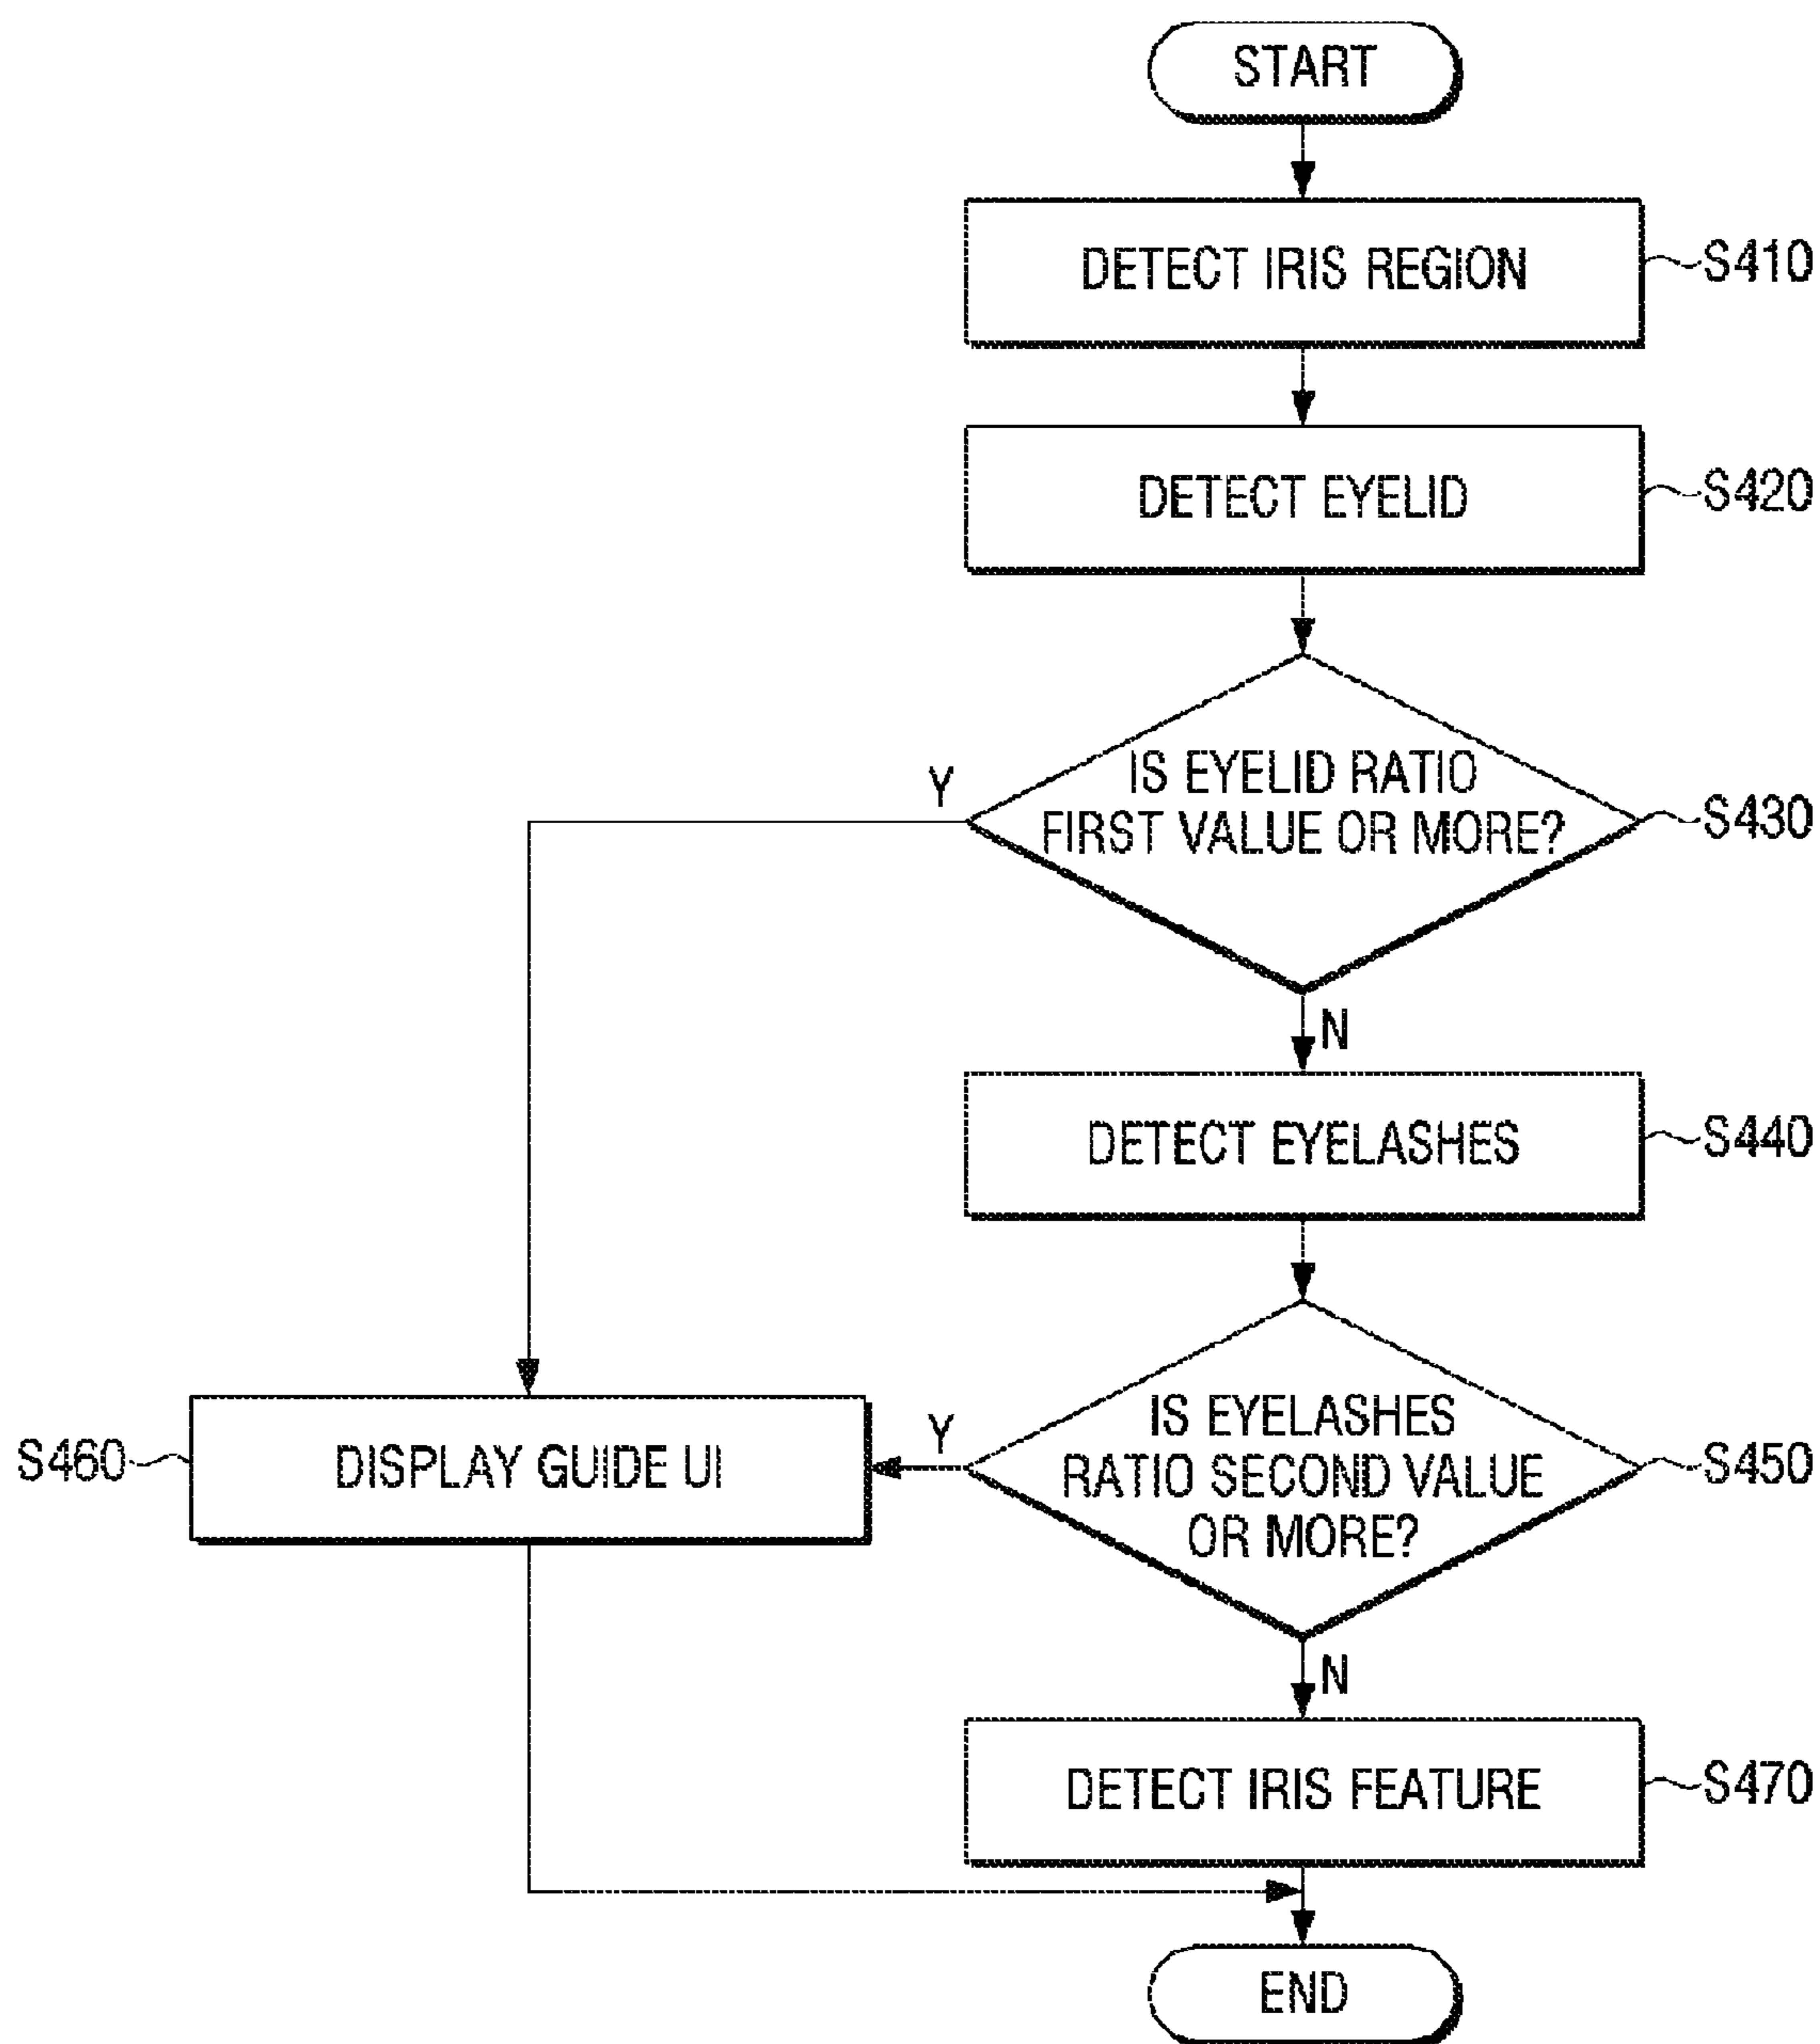 START
DETECT IRIS REGION
S410
DETECT EYELID
S420
IS EYELID RATIO
FIRST VALUE OR MORE?
S430
Y
N
DETECT EYELASHES
S440
IS EYELASHES
RATIO SECOND VALUE
OR MORE?
S450
Y
S460
DISPLAY GUIDE UI
N
DETECT IRIS FEATURE
S470
END